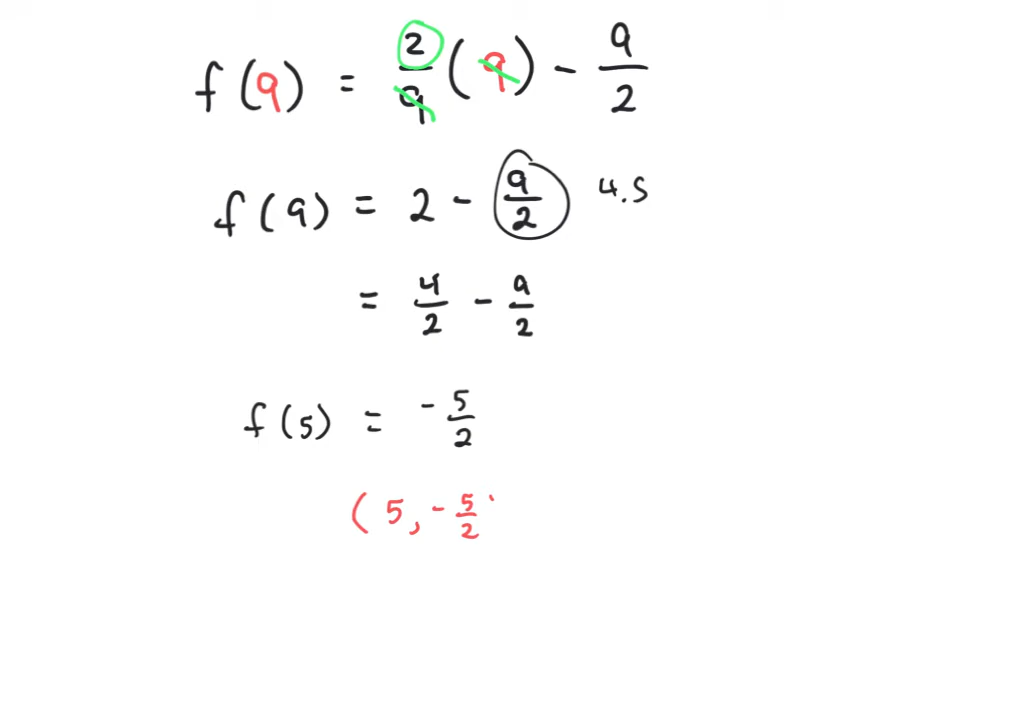 f(9) = 2/9 (9) - 9/2
f(9) = 2 - 9/2 4.5
= 4/2 - 9/2
f(5) = - 5/2
(5, - 5/2